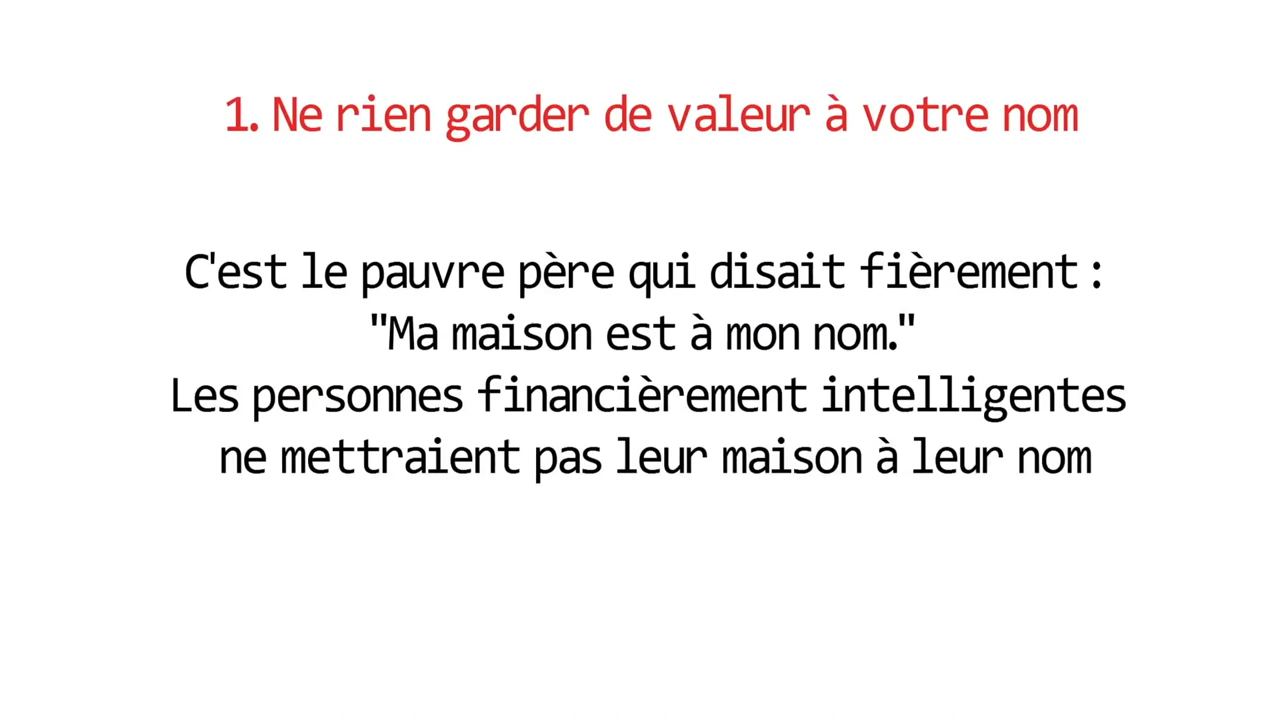 1. Ne rien garder de valeur à votre nom
C'est le pauvre père qui disait fièrement :
"Ma maison est à mon nom."
Les personnes financièrement intelligentes
ne mettraient pas leur maison à leur nom